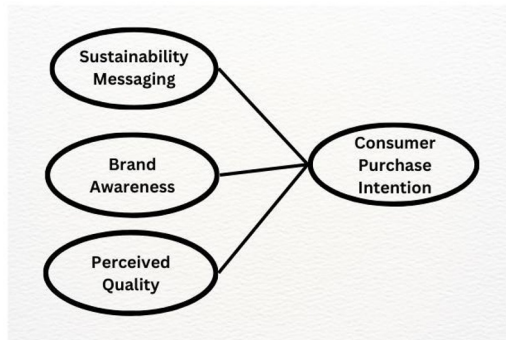 Sustainability
Messaging
Brand
Awareness
Perceived
Quality
Consumer
Purchase
Intention